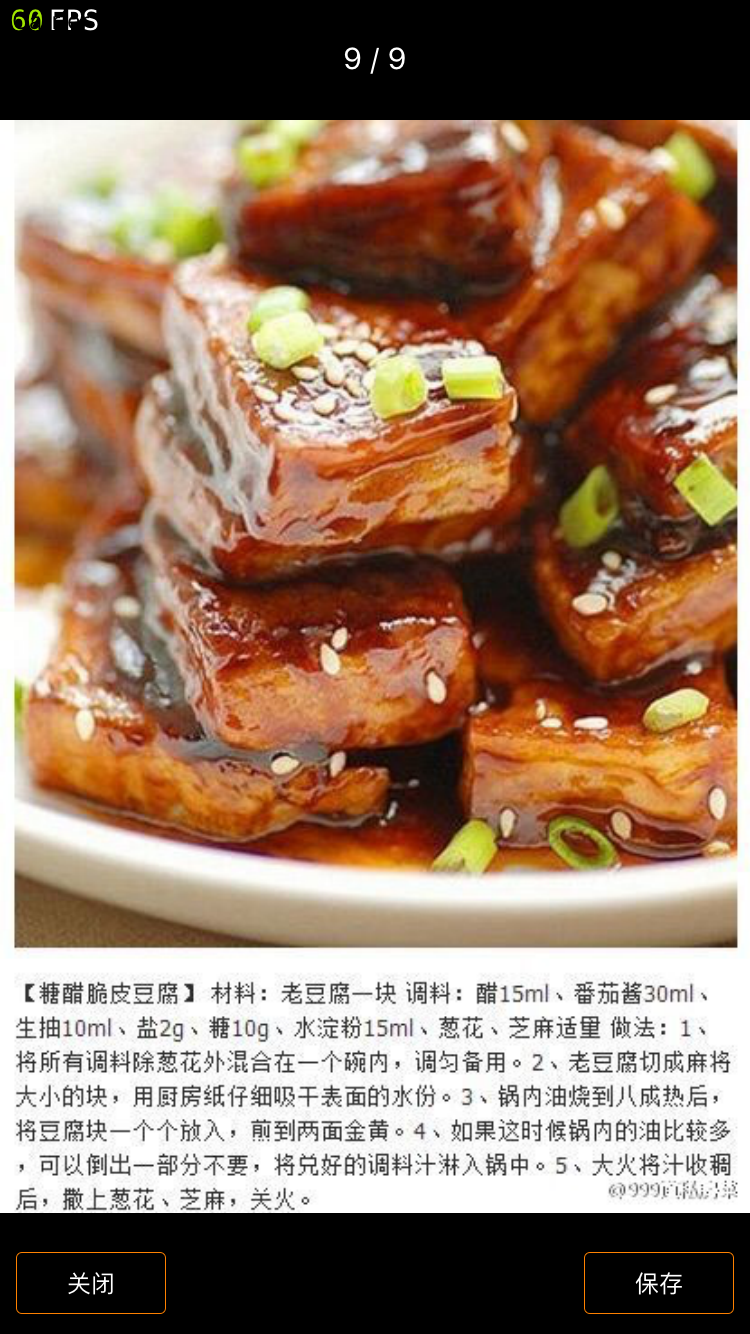 60 FPS
9 / 9
【糖醋脆皮豆腐】 材料：老豆腐一块 调料：醋15ml、番茄酱30ml、
生抽10ml、盐2g、糖10g、水淀粉15ml、葱花、芝麻适量 做法：1、
将所有调料除葱花外混合在一个碗内，调匀备用。2、老豆腐切成麻将
大小的块，用厨房纸仔细吸干表面的水份。3、锅内油烧到八成热后，
将豆腐块一个个放入，煎到两面金黄。4、如果这时候锅内的油比较多
，可以倒出一部分不要，将兑好的调料汁淋入锅中。5、大火将汁收稠
后，撒上葱花、芝麻，关火。
@999
关闭
保存